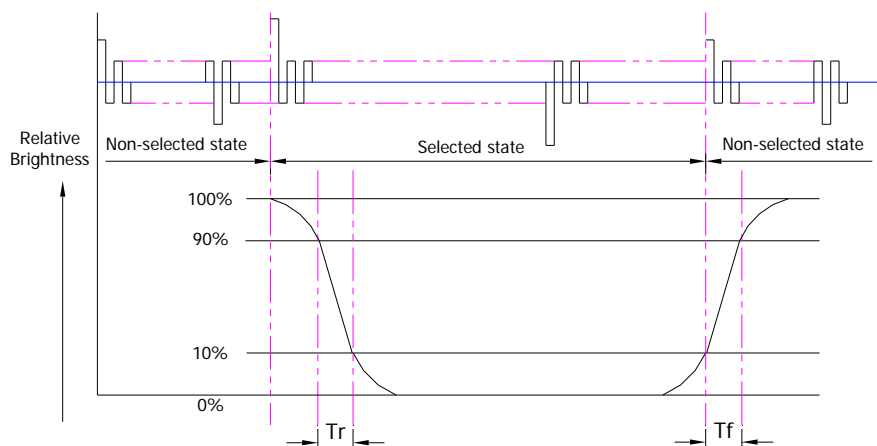 Relative
Brightness
Non-selected state
Selected state
Non-selected state
100%
90%
10%
0%
Tr
Tf